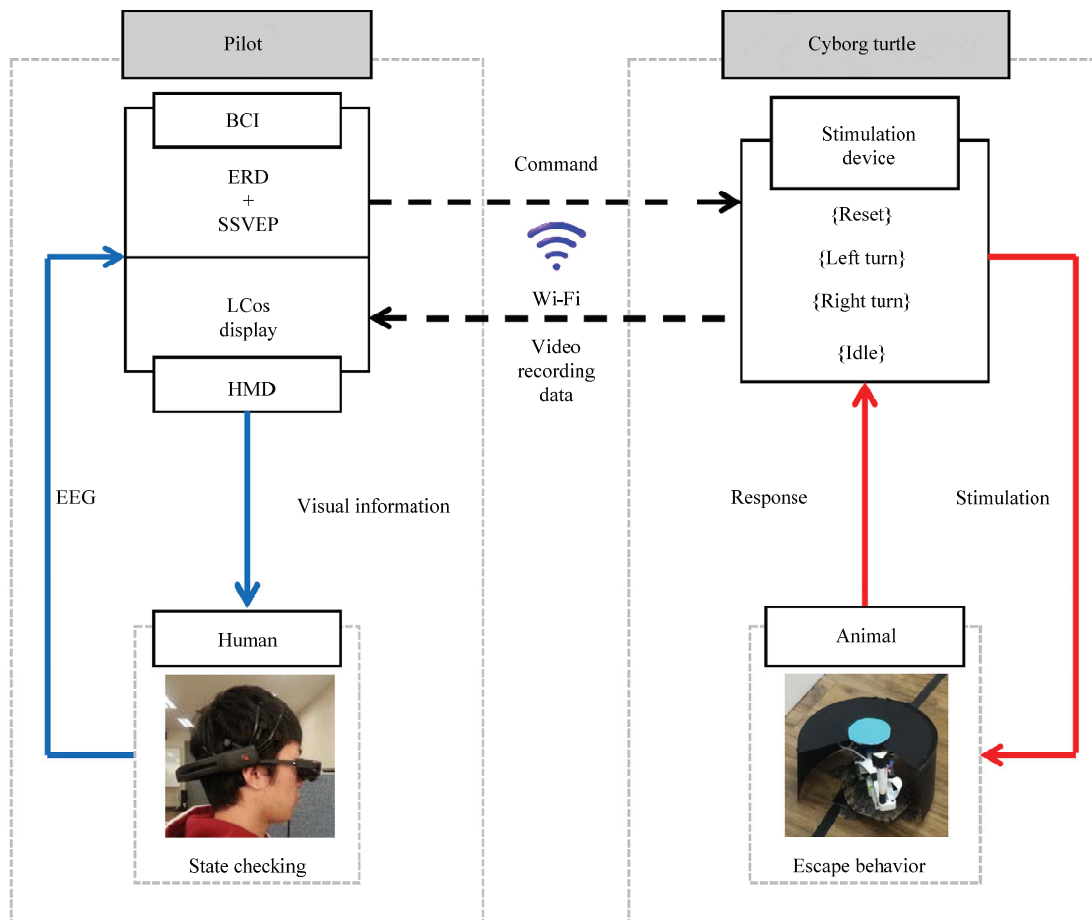 Pilot
Cyborg turtle
BCI
ERD
+
SSVEP
LCos
display
HMD
Command
Wi-Fi
Video
recording
data
Stimulation
device
{Reset}
{Left turn}
{Right turn}
{Idle}
EEG
Visual information
Response
Stimulation
Human
State checking
Animal
Escape behavior